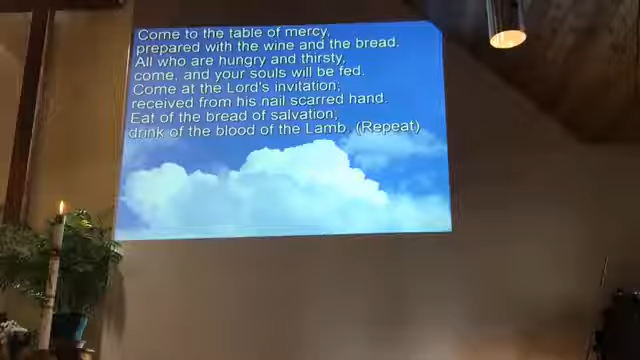 Come to the table of mercy,
prepared with the wine and the bread.
All who are hungry and thirsty,
come, and your souls will be fed.
Come at the Lord's invitation;
received from his nail scarred hand.
Eat of the bread of salvation,
drink of the blood of the Lamb. (Repeat)